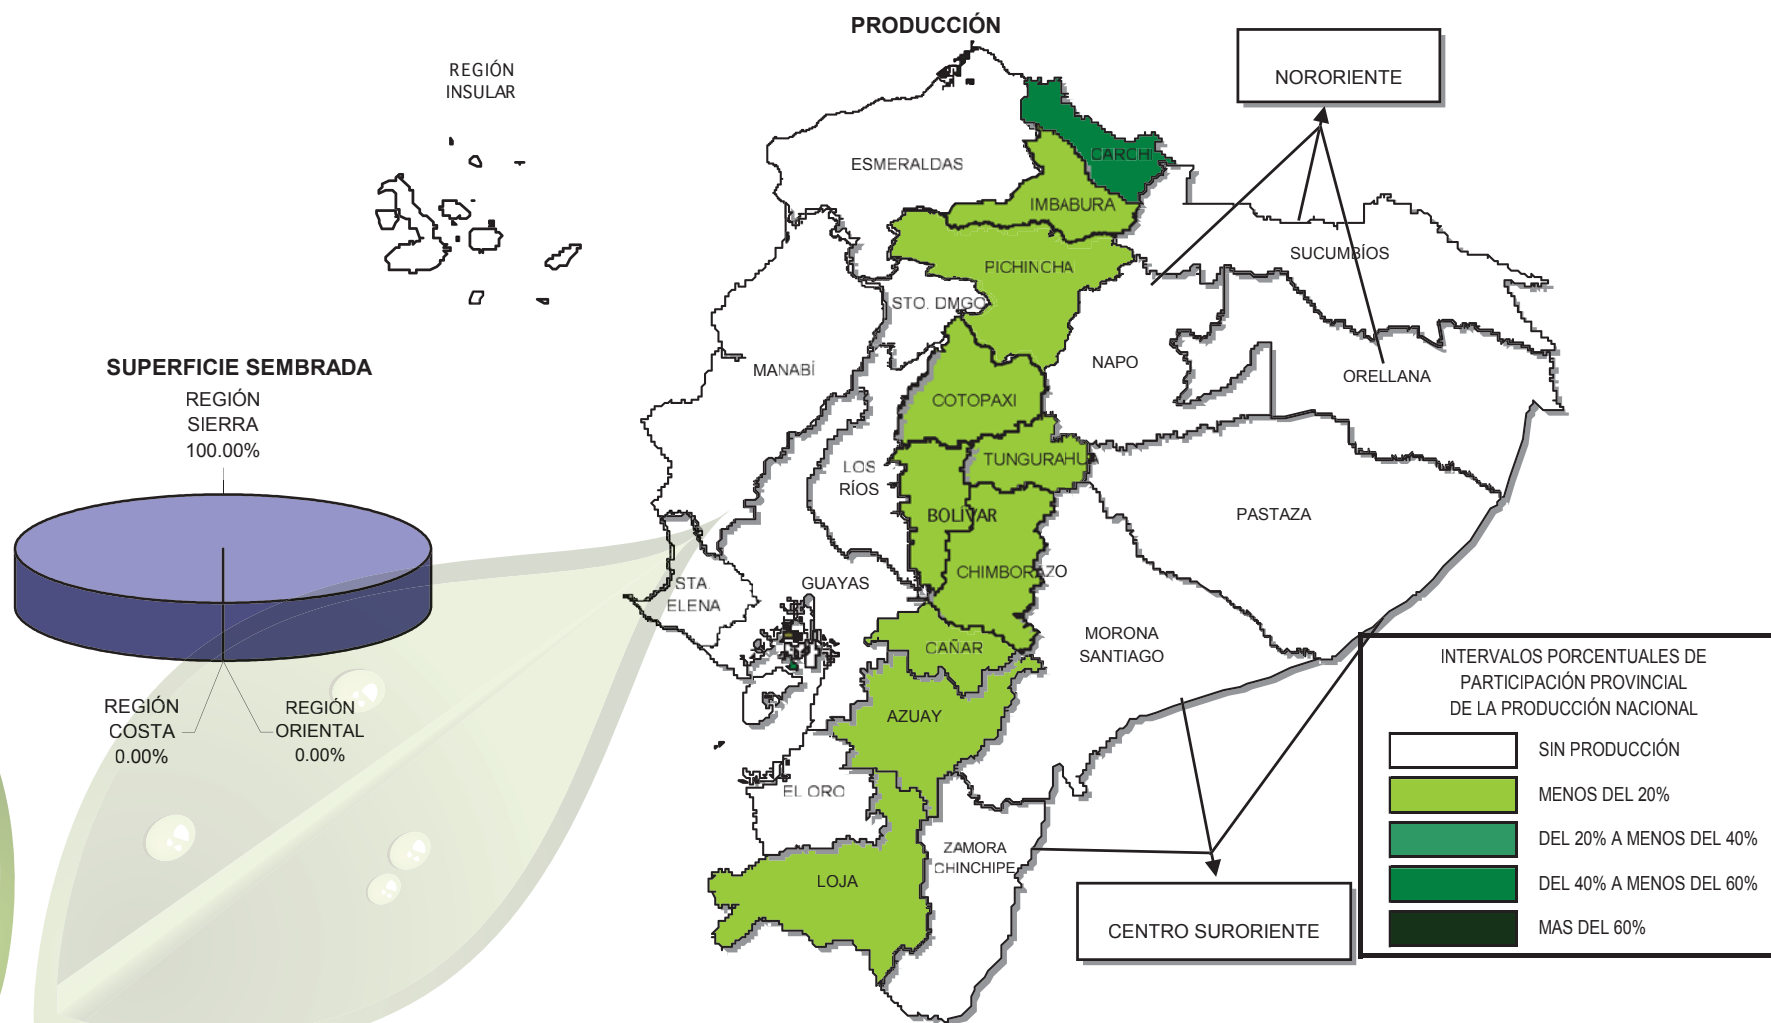 PRODUCCIÓN
REGIÓN
INSULAR
NORORIENTE
CARCHI
ESMERALDAS
IMBABURA
SUCUMBÍOS
PICHINCHA
STO. DMGO
NAPO
ORELLANA
MANABÍ
COTOPAXI
TUNGURAHUA
LOS
RÍOS
BOLÍVAR
PASTAZA
CHIMBORAZO
GUAYAS
STA.
ELENA
MORONA
SANTIAGO
CAÑAR
AZUAY
EL ORO
ZAMORA
CHINCHIPE
LOJA
CENTRO SURORIENTE
SUPERFICIE SEMBRADA
REGIÓN
SIERRA
100.00%
REGIÓN
COSTA
0.00%
REGIÓN
ORIENTAL
0.00%
INTERVALOS PORCENTUALES DE
PARTICIPACIÓN PROVINCIAL
DE LA PRODUCCIÓN NACIONAL
SIN PRODUCCIÓN
MENOS DEL 20%
DEL 20% A MENOS DEL 40%
DEL 40% A MENOS DEL 60%
MAS DEL 60%